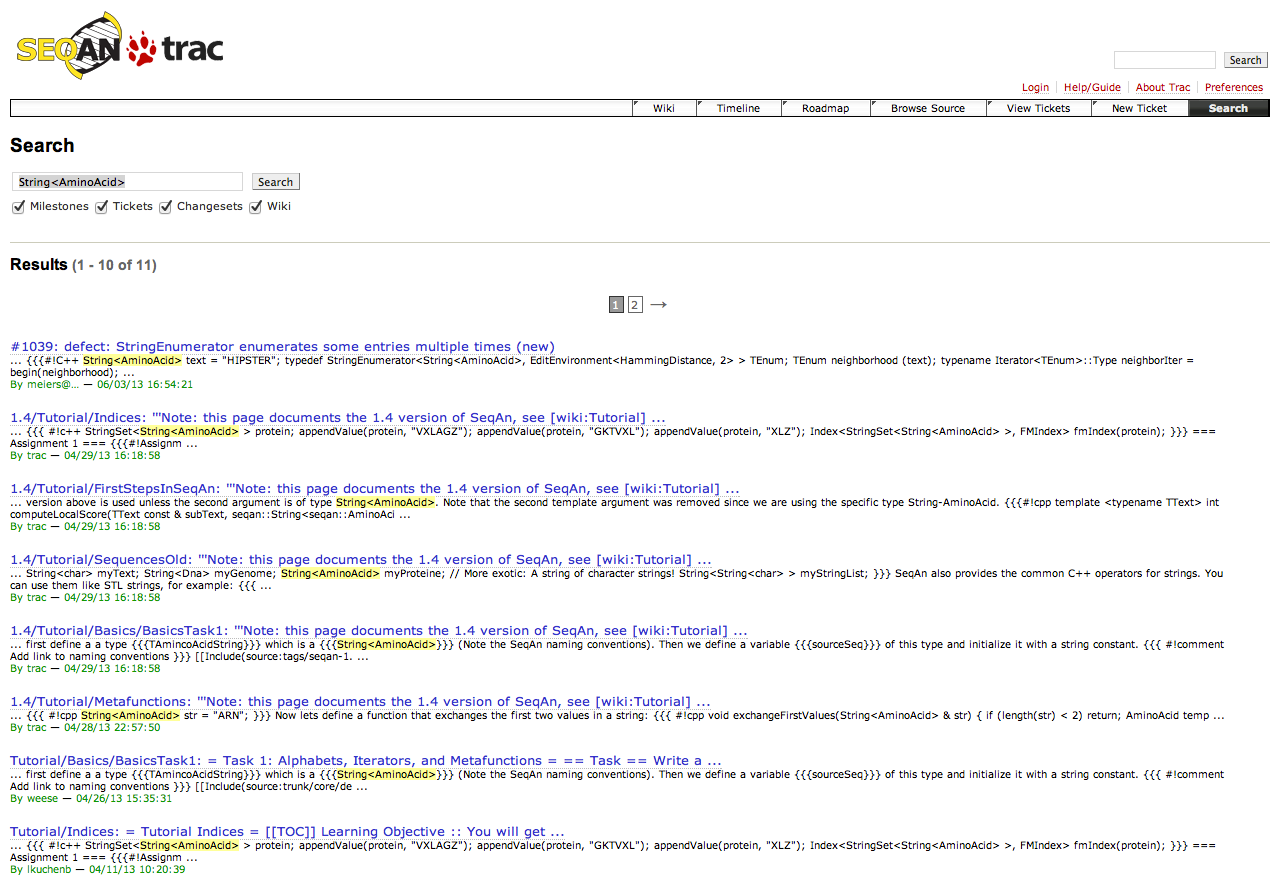 SEQAN trac
Search
Login Help/Guide About Trac Preferences
Wiki Timeline Roadmap Browse Source View Tickets New Ticket Search
Search
String<AminoAcid> Search
Milestones Tickets Changesets Wiki
Results (1 - 10 of 11)
1 2 →
#1039: defect: StringEnumerator enumerates some entries multiple times (new)
... {{{#!C++ String<AminoAcid> text = "HIPSTER"; typedef StringEnumerator<String<AminoAcid>, EditEnvironment<HammingDistance, 2> > TEnum; TEnum neighborhood (text); typename Iterator<TEnum>::Type neighborIter =
begin(neighborhood); ...
By meiers@... — 06/03/13 16:54:21
1.4/Tutorial/Indices: '''Note: this page documents the 1.4 version of SeqAn, see [wiki:Tutorial] ...
... {{{ #!c++ StringSet<String<AminoAcid> > protein; appendValue(protein, "VXLAGZ"); appendValue(protein, "GKTVXL"); appendValue(protein, "XLZ"); Index<StringSet<String<AminoAcid> >, FMIndex> fmIndex(protein); }}} ===
Assignment 1 === {{{#!Assignm ...
By trac — 04/29/13 16:18:58
1.4/Tutorial/FirstStepsInSeqAn: '''Note: this page documents the 1.4 version of SeqAn, see [wiki:Tutorial] ...
... version above is used unless the second argument is of type String<AminoAcid>. Note that the second template argument was removed since we are using the specific type String-AminoAcid. {{{#!cpp template <typename TText> int
computeLocalScore(TText const & subText, seqan::String<seqan::AminoAci ...
By trac — 04/29/13 16:18:58
1.4/Tutorial/SequencesOld: '''Note: this page documents the 1.4 version of SeqAn, see [wiki:Tutorial] ...
... String<char> myText; String<Dna> myGenome; String<AminoAcid> myProteine; // More exotic: A string of character strings! String<String<char> > myStringList; }}} SeqAn also provides the common C++ operators for strings. You
can use them like STL strings, for example: {{{ ...
By trac — 04/29/13 16:18:58
1.4/Tutorial/Basics/BasicsTask1: '''Note: this page documents the 1.4 version of SeqAn, see [wiki:Tutorial] ...
... first define a a type {{{TAmincoAcidString}}} which is a {{{String<AminoAcid>}}} (Note the SeqAn naming conventions). Then we define a variable {{{sourceSeq}}} of this type and initialize it with a string constant. {{{ #!comment
Add link to naming conventions }}} [[Include(source:tags/seqan-1. ...
By trac — 04/29/13 16:18:58
1.4/Tutorial/Metafunctions: '''Note: this page documents the 1.4 version of SeqAn, see [wiki:Tutorial] ...
... {{{ #!cpp String<AminoAcid> str = "ARN"; }}} Now lets define a function that exchanges the first two values in a string: {{{ #!cpp void exchangeFirstValues(String<AminoAcid> & str) { if (length(str) < 2) return; AminoAcid temp ...
By trac — 04/28/13 22:57:50
Tutorial/Basics/BasicsTask1: = Task 1: Alphabets, Iterators, and Metafunctions = == Task == Write a ...
... first define a a type {{{TAmincoAcidString}}} which is a {{{String<AminoAcid>}}} (Note the SeqAn naming conventions). Then we define a variable {{{sourceSeq}}} of this type and initialize it with a string constant. {{{ #!comment
Add link to naming conventions }}} [[Include(source:trunk/core/de ...
By weese — 04/26/13 15:35:31
Tutorial/Indices: = Tutorial Indices = [[TOC]] Learning Objective :: You will get ...
... {{{ #!c++ StringSet<String<AminoAcid> > protein; appendValue(protein, "VXLAGZ"); appendValue(protein, "GKTVXL"); appendValue(protein, "XLZ"); Index<StringSet<String<AminoAcid> >, FMIndex> fmIndex(protein); }}} ===
Assignment 1 === {{{#!Assignm ...
By lkuchenb — 04/11/13 10:20:39